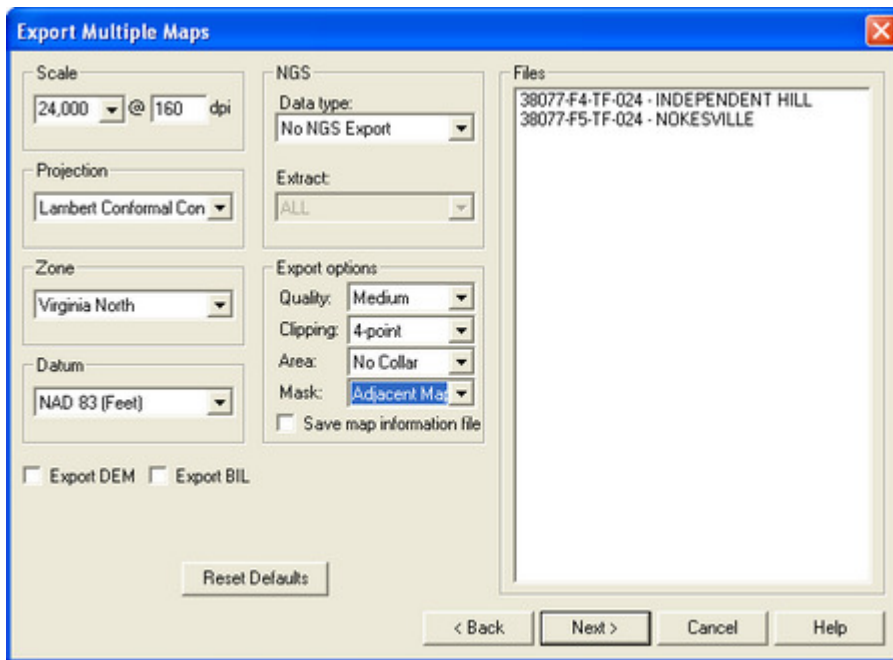 Export Multiple Maps
Scale
24,000 @ 160 dpi
Projection
Lambert Conformal Con
Zone
Virginia North
Datum
NAD 83 (Feet)
Export DEM Export BIL
Reset Defaults
NGS
Data type:
No NGS Export
Extract:
ALL
Export options
Quality: Medium
Clipping: 4-point
Area: No Collar
Mask: Adjacent Map
Save map information file
Files
38077-F4-TF-024 - INDEPENDENT HILL
38077-F5-TF-024 - NOKESVILLE
< Back Next > Cancel Help